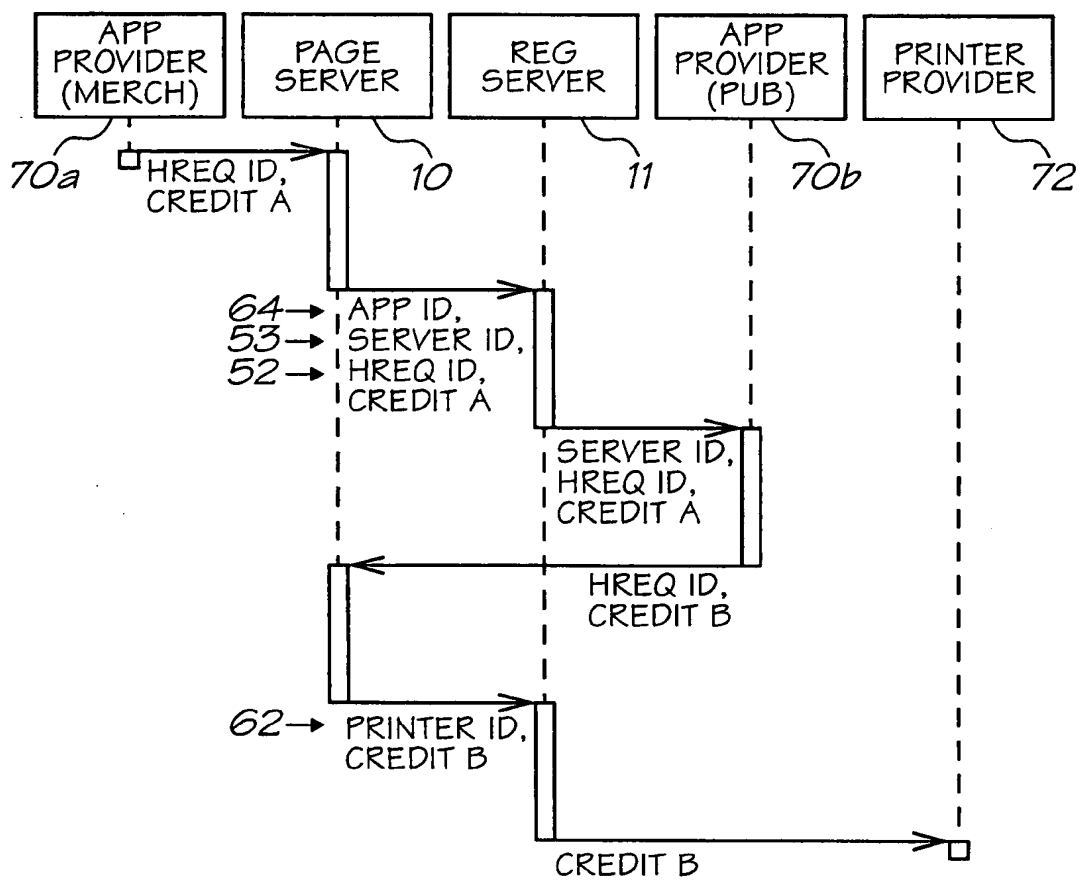 APP
PROVIDER
(MERCH)
PAGE
SERVER
REG
SERVER
APP
PROVIDER
(PUB)
PRINTER
PROVIDER
70a
10
11
70b
72
HREQ ID,
CREDIT A
64
APP ID,
53
SERVER ID,
52
HREQ ID,
CREDIT A
SERVER ID,
HREQ ID,
CREDIT A
HREQ ID,
CREDIT B
62
PRINTER ID,
CREDIT B
CREDIT B